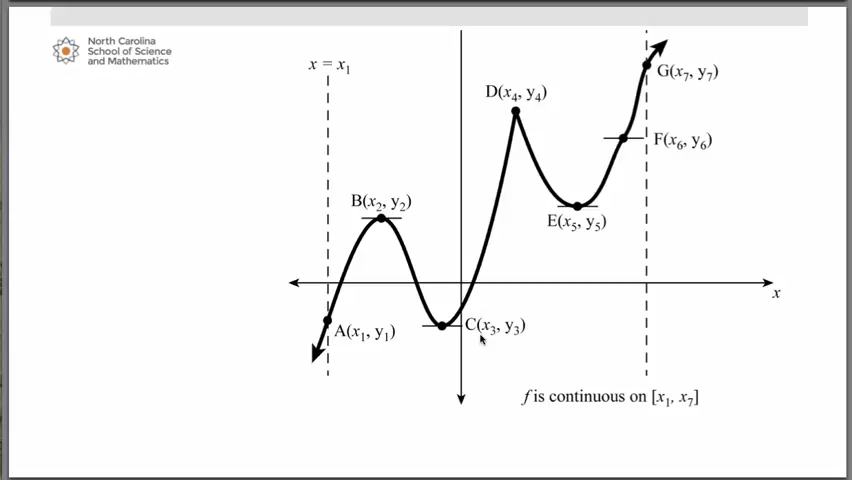 North Carolina
School of Science
and Mathematics
x = x₁
D(x₄, y₄)
G(x₇, y₇)
F(x₆, y₆)
B(x₂, y₂)
E(x₅, y₅)
x
A(x₁, y₁)
C(x₃, y₃)
f is continuous on [x₁, x₇]